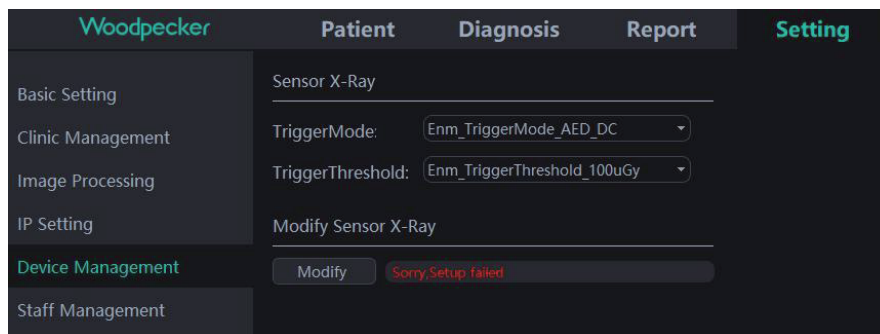 Woodpecker Patient Diagnosis Report Setting
Basic Setting
Clinic Management
Image Processing
IP Setting
Device Management
Staff Management
Sensor X-Ray
TriggerMode: Enm_TriggerMode_AED_DC
TriggerThreshold: Enm_TriggerThreshold_100uGy
Modify Sensor X-Ray
Modify Sorry,Setup failed